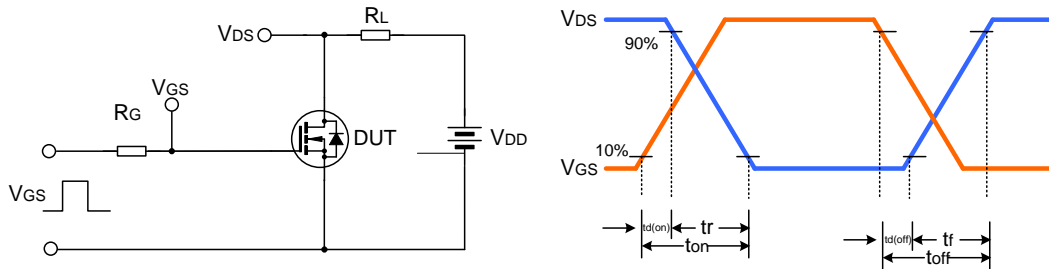 VDS
RL
VGS
RG
DUT
VDD
VGS
VDS
90%
10%
VGS
td(on)
tr
ton
td(off)
tf
toff